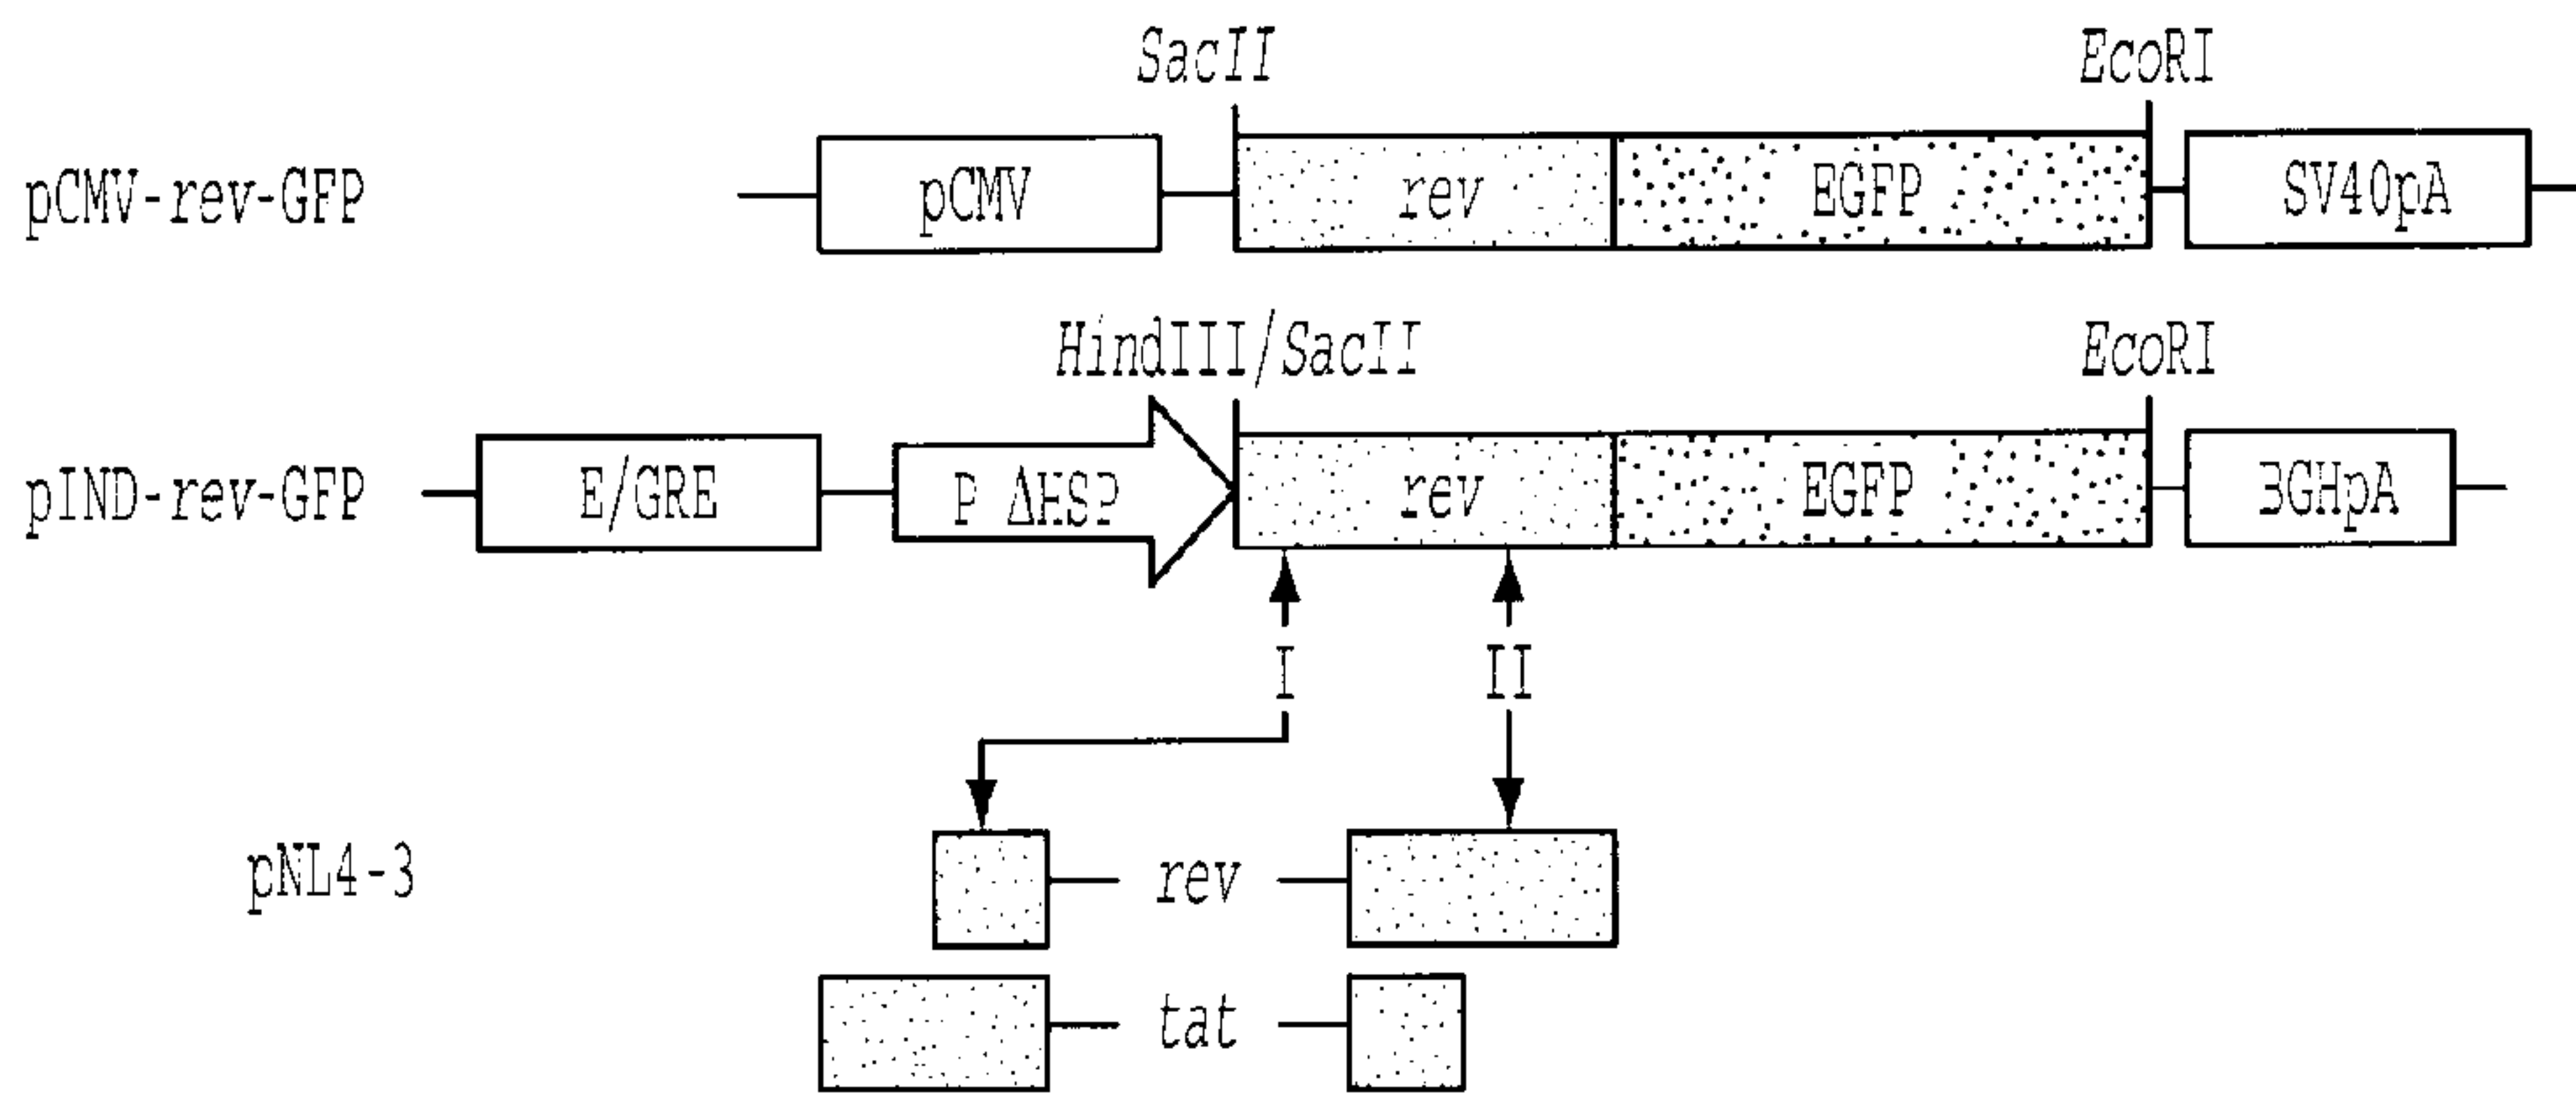 SacII EcoRI
pCMV-rev-GFP pCMV rev EGFP SV40pA
HindIII/SacII EcoRI
pIND-rev-GFP E/GRE P ΔHSP rev EGFP BGHpA
I II
pNL4-3 rev
tat